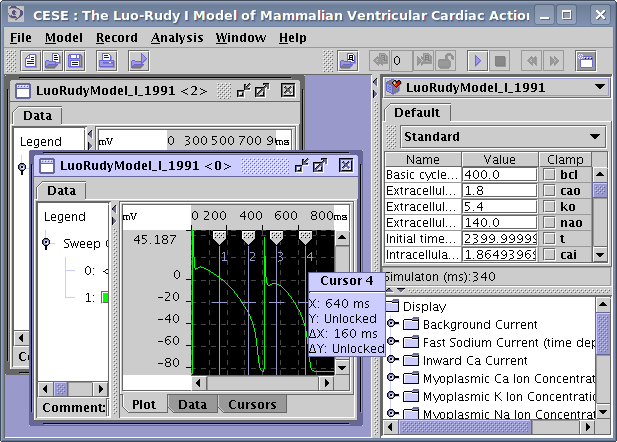 CESE : The Luo-Rudy I Model of Mammalian Ventricular Cardiac Action
File Model Record Analysis Window Help
0
LuoRudyModel_I_1991 <2>
Data
Legend
mV
0 300 500 700 9
ms
LuoRudyModel_I_1991 <0>
Data
Legend
Sweep
0: <
1:
Comment:
mV
0 200 400 600 800 ms
45.187
0
-20
-40
-60
-80
1 2 3 4
Cursor 4
X: 640 ms
Y: Unlocked
ΔX: 160 ms
ΔY: Unlocked
Plot Data Cursors
Co
LuoRudyModel_I_1991
Default
Standard
Name Value Clamp
Basic cycle... 400.0 bcl
Extracellul... 1.8 cao
Extracellul... 5.4 ko
Extracellul... 140.0 nao
Initial time... 2399.99999 t
Intracellula... 1.8649396 cai
Simulaton (ms):340
Display
Background Current
Fast Sodium Current (time dep
Inward Ca Current
Myoplasmic Ca Ion Concentra
Myoplasmic K Ion Concentrat
Myoplasmic Na Ion Concentra